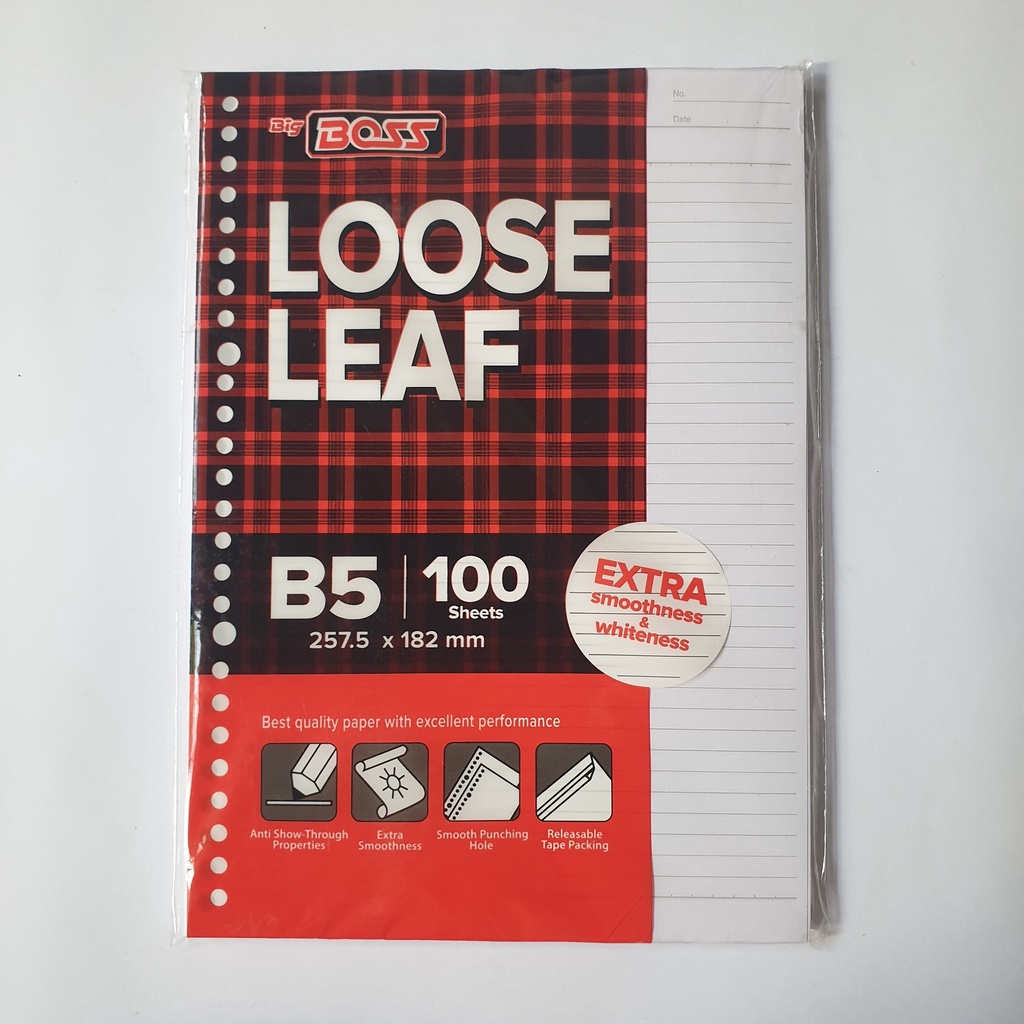 Big BOSS
No.
Date
LOOSE
LEAF
B5 | 100
Sheets
257.5 x 182 mm
EXTRA
smoothness
&
whiteness
Best quality paper with excellent performance
Anti Show-Through
Properties
Extra
Smoothness
Smooth Punching
Hole
Releasable
Tape Packing